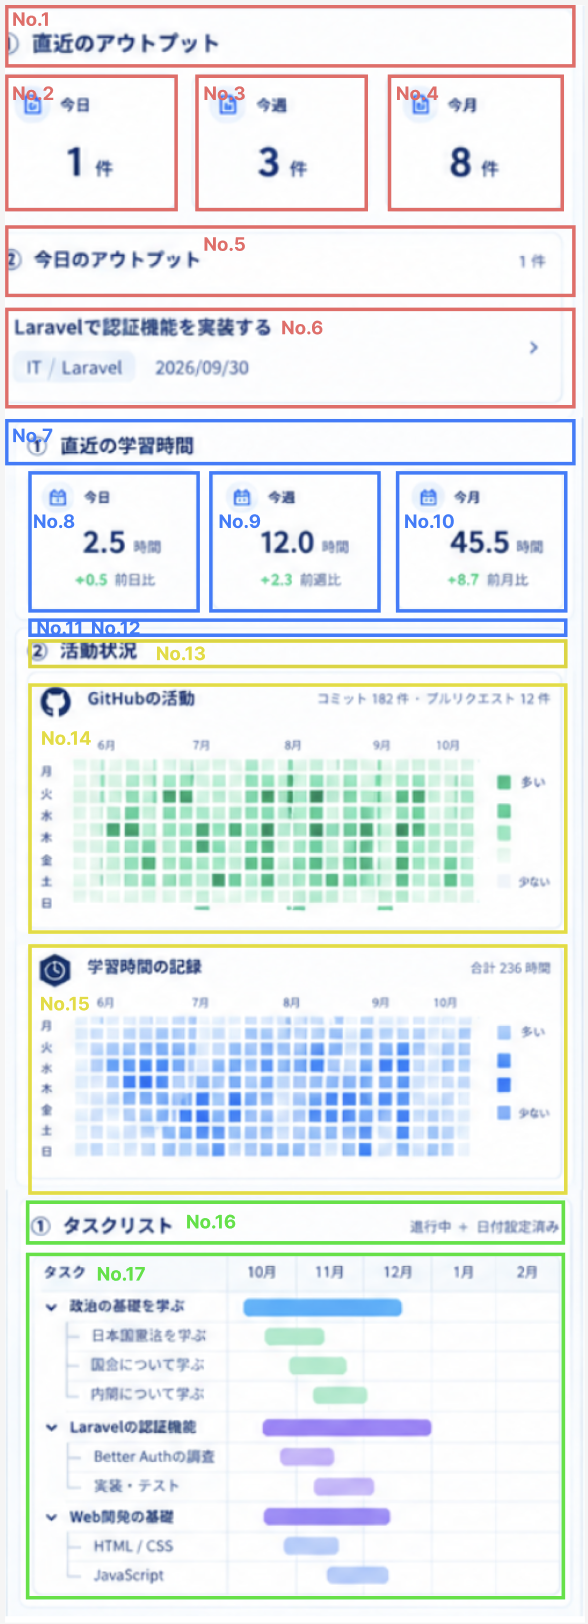 No.1
① 直近のアウトプット
No.2 今日 No.3 今週 No.4 今月
1 件 3 件 8 件
No.5
② 今日のアウトプット 1 件
Laravelで認証機能を実装する No.6
IT / Laravel 2026/09/30
No.7
① 直近の学習時間
今日 今週 今月
No.8 No.9 No.10
2.5 時間 12.0 時間 45.5 時間
+0.5 前日比 +2.3 前週比 +8.7 前月比
No.11 No.12
② 活動状況 No.13
GitHubの活動 コミット 182 件・プルリクエスト 12 件
No.14
6月 7月 8月 9月 10月
月
火
水
木
金
土
日
多い
少ない
学習時間の記録 合計 236 時間
No.15
6月 7月 8月 9月 10月
月
火
水
木
金
土
日
多い
少ない
① タスクリスト No.16 進行中 + 日付設定済み
タスク No.17 10月 11月 12月 1月 2月
政治の基礎を学ぶ
日本国憲法を学ぶ
国会について学ぶ
内閣について学ぶ
Laravelの認証機能
Better Authの調査
実装・テスト
Web開発の基礎
HTML / CSS
JavaScript